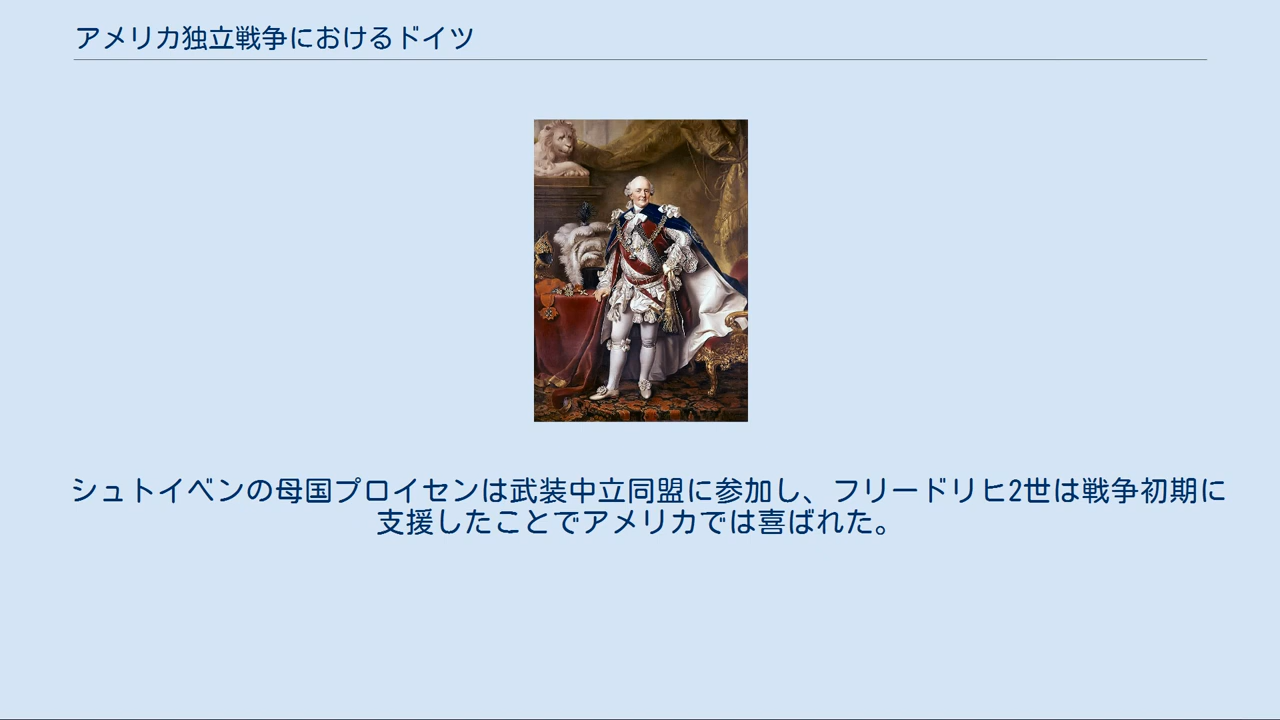 アメリカ独立戦争におけるドイツ
シュトイベンの母国プロイセンは武装中立同盟に参加し、フリードリヒ2世は戦争初期に
支援したことでアメリカでは喜ばれた。